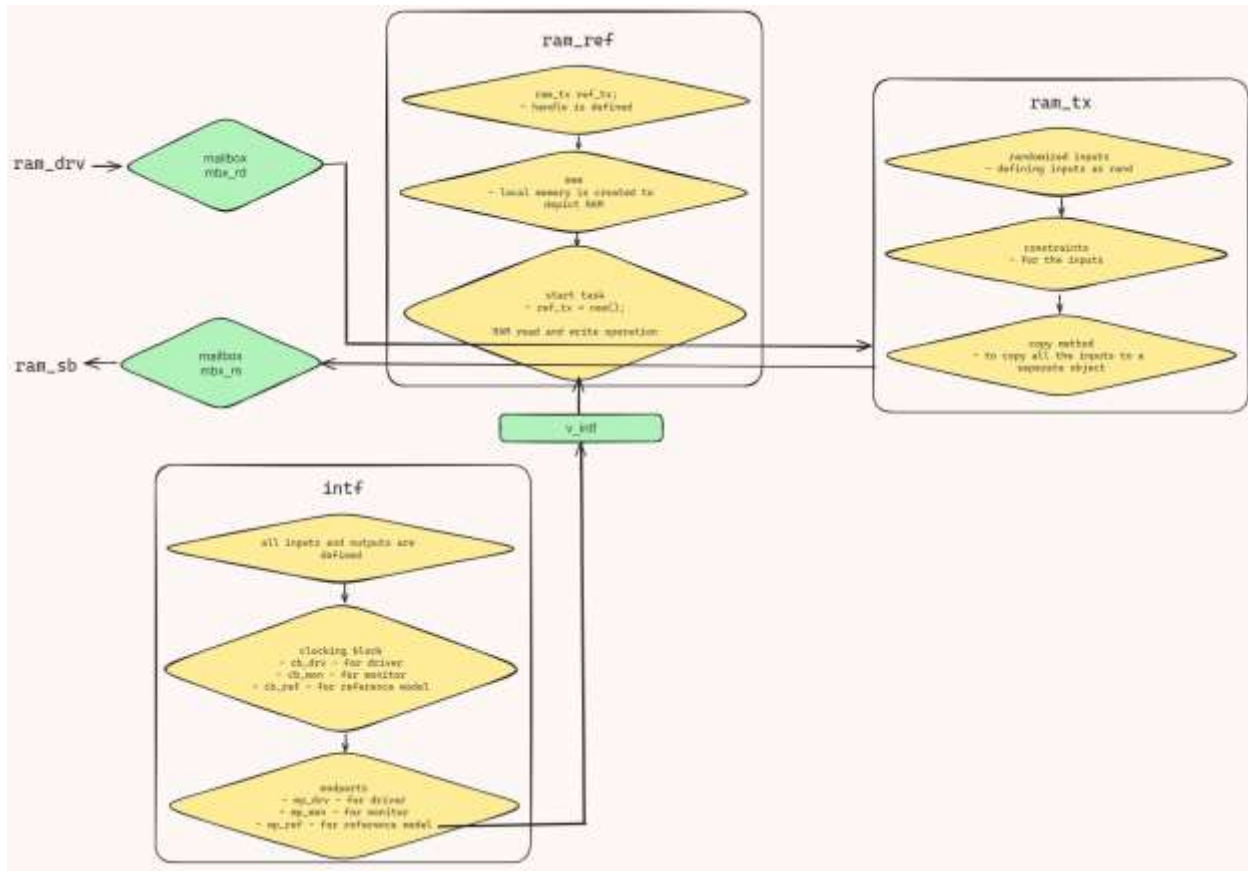 ram_ref
ram_tx ref_tx;
- handle is defined
mem
- local memory is created to
depict RAM
start task
- ref_tx = new();
RAM read and write operation
ram_drv
mailbox
mbx_rd
ram_sb
mailbox
mbx_rs
ram_tx
randomized inputs
- defining inputs as rand
constraints
- For the inputs
copy method
- to copy all the inputs to a
separate object
v_intf
intf
all inputs and outputs are
defined
clocking block
- cb_drv - for driver
- cb_mon - for monitor
- cb_ref - for reference model
modports
- mp_drv - for driver
- mp_mon - for monitor
- mp_ref - for reference model